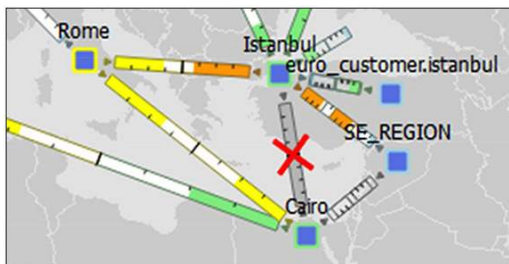 Rome
Istanbul
euro_customer.istanbul
SE_REGION
Cairo